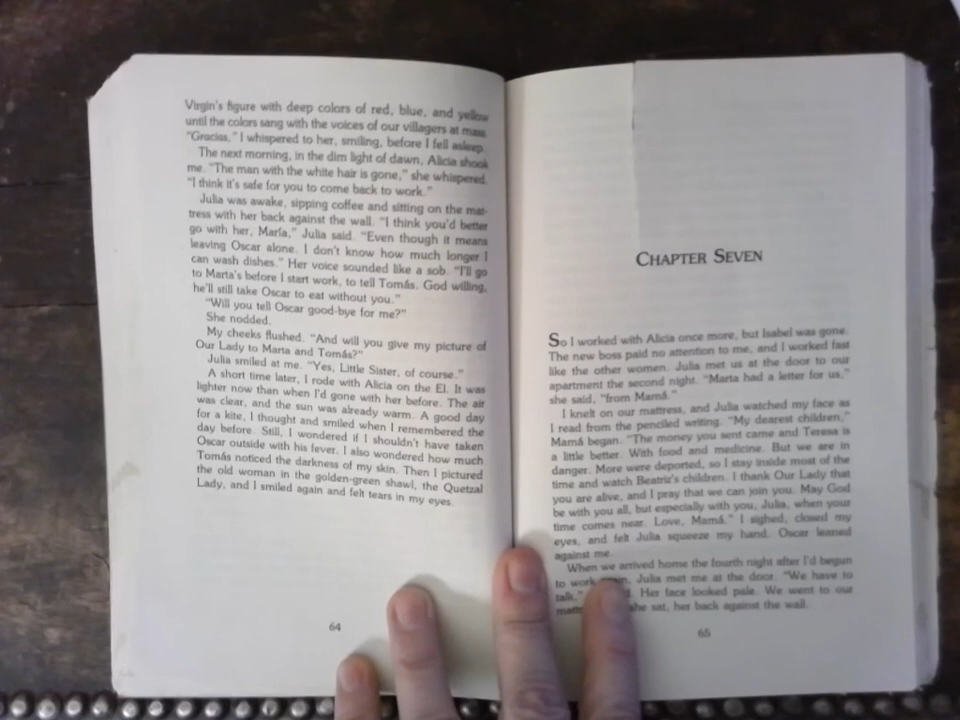 Virgin's figure with deep colors of red, blue, and yellow
until the colors sang with the voices of our villagers at mass.
"Gracias," I whispered to her, smiling, before I fell asleep.
The next morning, in the dim light of dawn, Alicia shook
me. "The man with the white hair is gone," she whispered.
"I think it's safe for you to come back to work."
Julia was awake, sipping coffee and sitting on the mat-
tress with her back against the wall. "I think you'd better
go with her, María," Julia said. "Even though it means
leaving Oscar alone. I don't know how much longer I
can wash dishes." Her voice sounded like a sob. "I'll go
to Marta's before I start work, to tell Tomás. God willing,
he'll still take Oscar to eat without you."
"Will you tell Oscar good-bye for me?"
She nodded.
My cheeks flushed. "And will you give my picture of
Our Lady to Marta and Tomás?"
Julia smiled at me. "Yes, Little Sister, of course."
A short time later, I rode with Alicia on the El. It was
lighter now than when I'd gone with her before. The air
was clear, and the sun was already warm. A good day
for a kite, I thought and smiled when I remembered the
day before. Still, I wondered if I shouldn't have taken
Oscar outside with his fever. I also wondered how much
Tomás noticed the darkness of my skin. Then I pictured
the old woman in the golden-green shawl, the Quetzal
Lady, and I smiled again and felt tears in my eyes.
64
CHAPTER SEVEN
So I worked with Alicia once more, but Isabel was gone.
The new boss paid no attention to me, and I worked fast
like the other women. Julia met us at the door to our
apartment the second night. "Marta had a letter for us,"
she said, "from Mamá."
I knelt on our mattress, and Julia watched my face as
I read from the penciled writing. "My dearest children,"
Mamá began. "The money you sent came and Teresa is
a little better. With food and medicine. But we are in
danger. More were deported, so I stay inside most of the
time and watch Beatriz's children. I thank Our Lady that
you are alive, and I pray that we can join you. May God
be with you all, but especially with you, Julia, when your
time comes near. Love, Mamá." I sighed, closed my
eyes, and felt Julia squeeze my hand. Oscar leaned
against me.
When we arrived home the fourth night after I'd begun
to work Julia met me at the door. "We have to
talk," Her face looked pale. We went to our
she sat, her back against the wall.
65